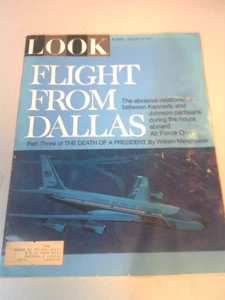 LOOK
FLIGHT
FROM
DALLAS
The abrasive relationship
between Kennedy and
Johnson partisans
during the hours
aboard
Air Force One
Part Three of THE DEATH OF A PRESIDENT By William Manchester